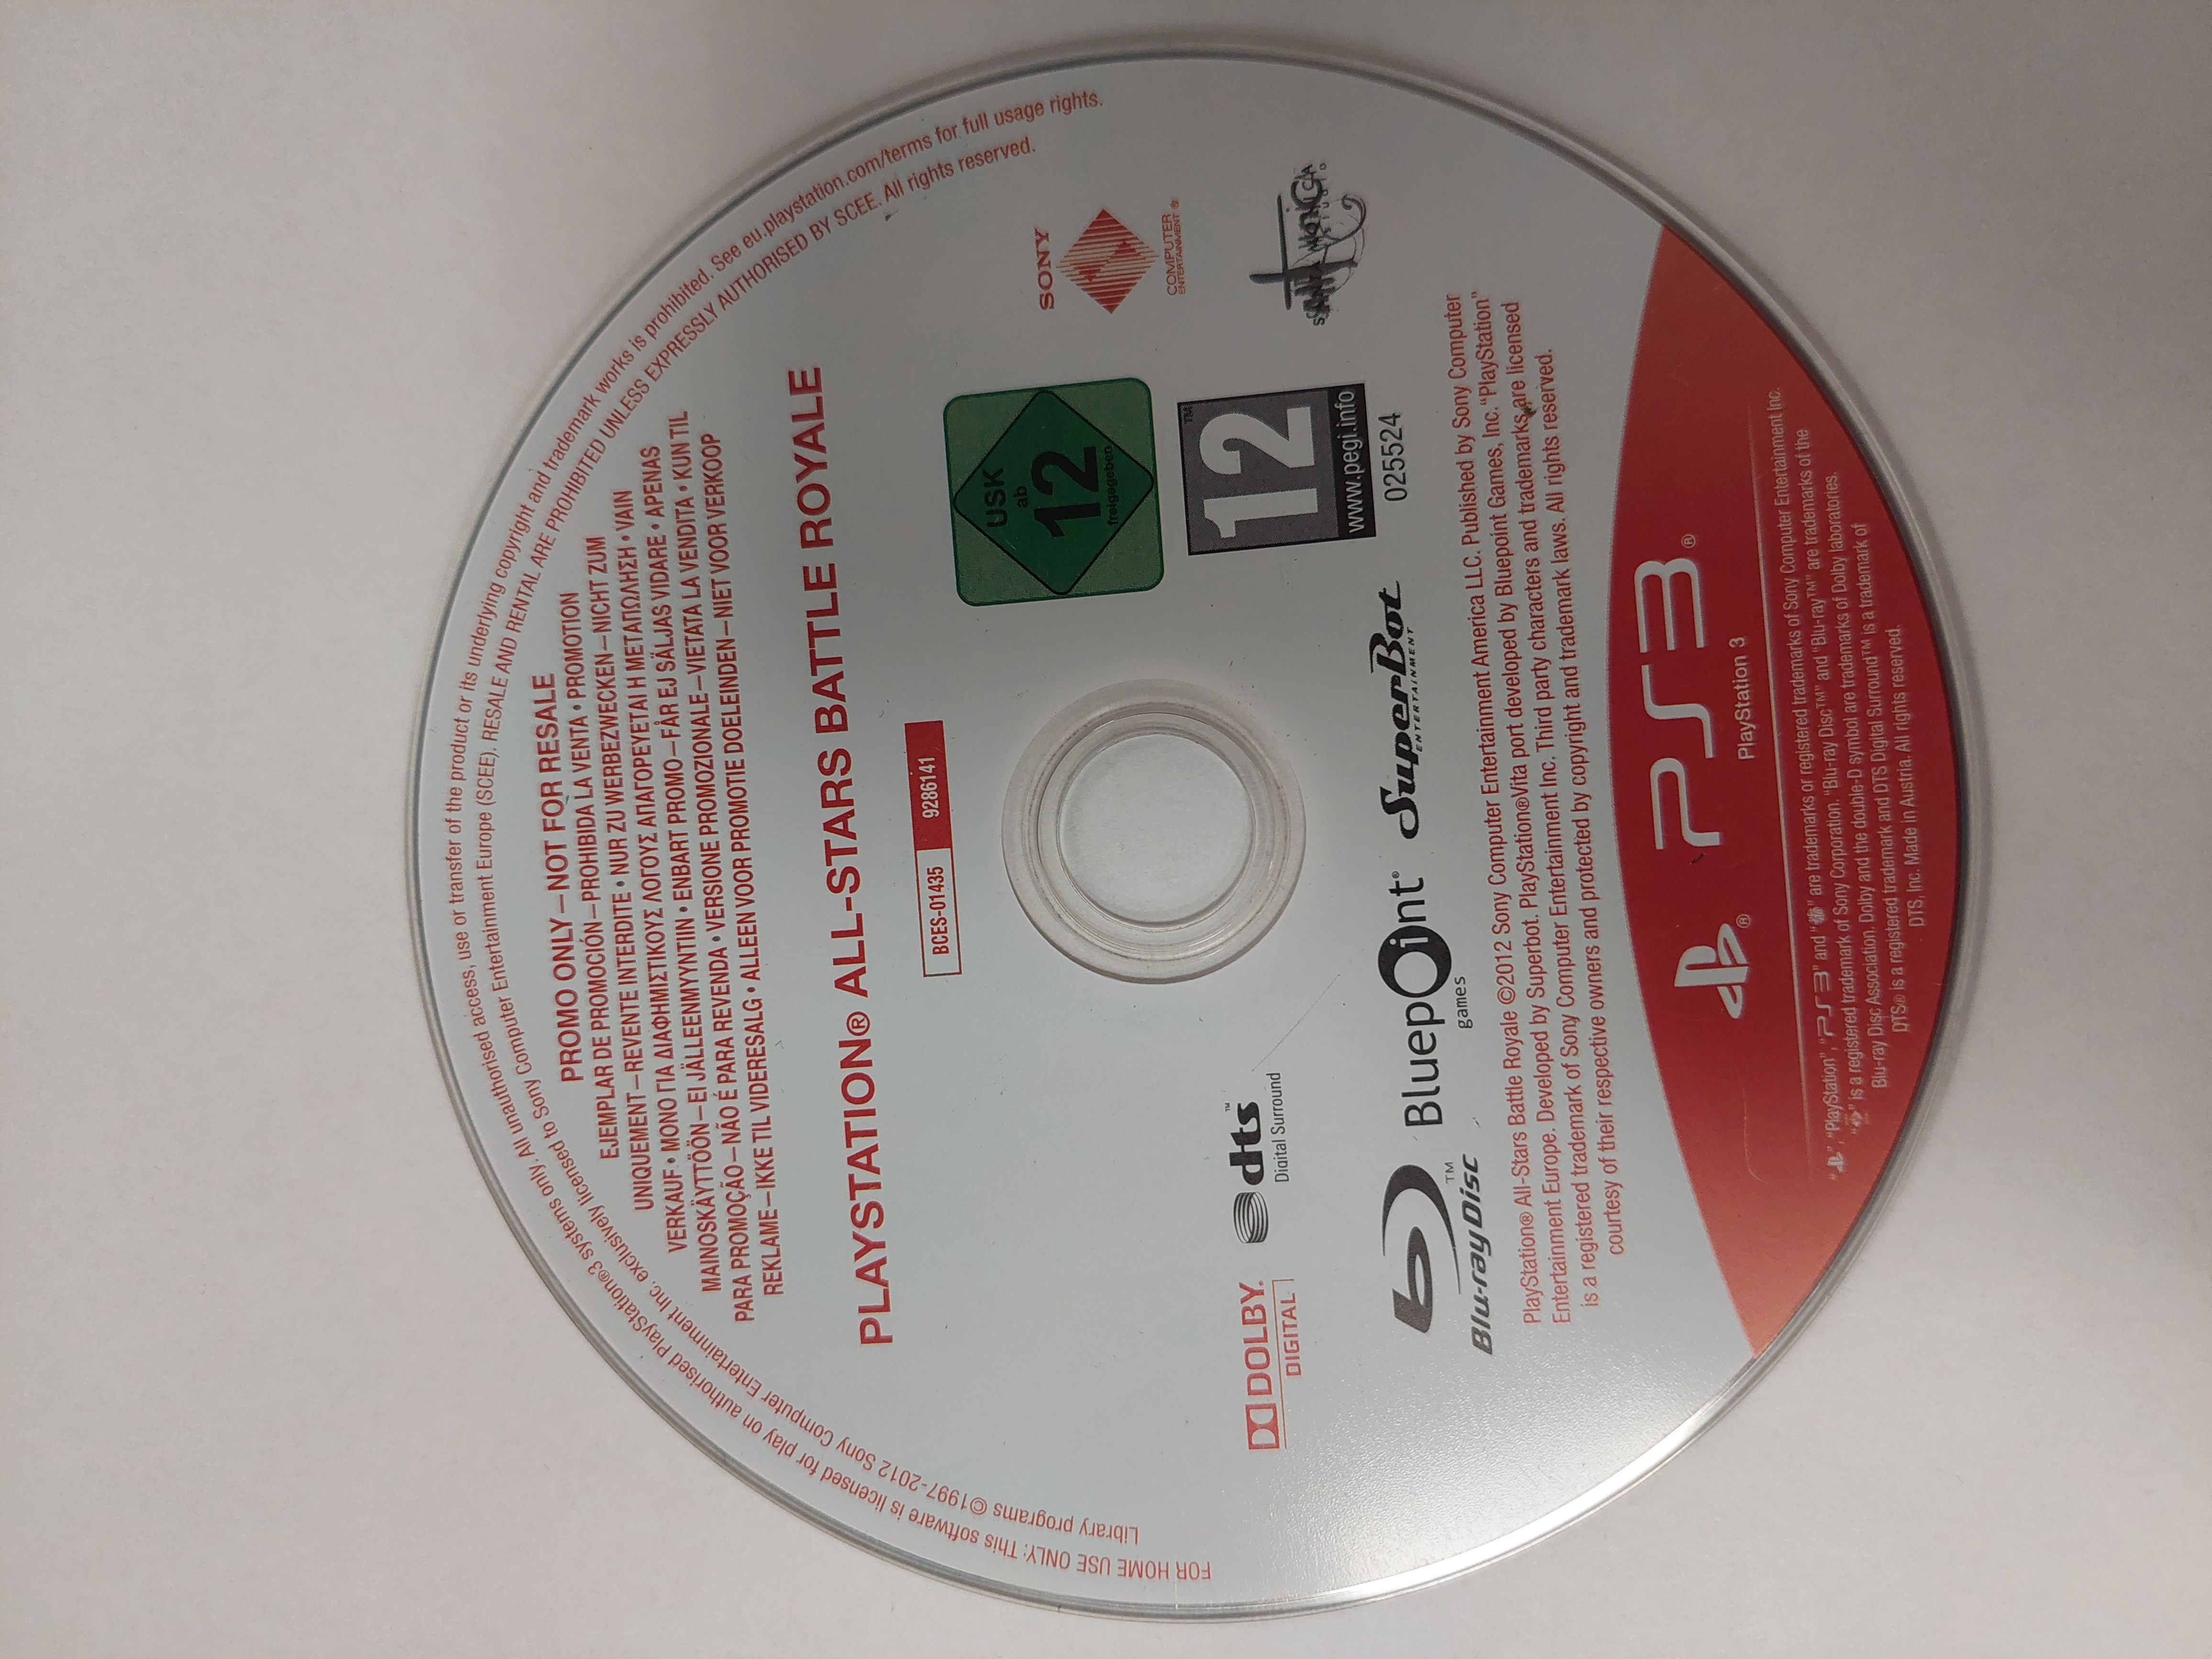 FOR HOME USE ONLY: This software is licensed for play on authorised PlayStation®3 systems only. All unauthorised access, use or transfer of the product or its underlying copyright and trademark works is prohibited. See eu.playstation.com/terms for full usage rights.
Library programs ©1997-2012 Sony Computer Entertainment Inc. exclusively licensed to Sony Computer Entertainment Europe (SCEE). RESALE AND RENTAL ARE PROHIBITED UNLESS EXPRESSLY AUTHORISED BY SCEE. All rights reserved.
PROMO ONLY – NOT FOR RESALE
EJEMPLAR DE PROMOCIÓN – PROHIBIDA LA VENTA • PROMOTION
UNIQUEMENT – REVENTE INTERDITE • NUR ZU WERBEZWECKEN – NICHT ZUM
VERKAUF • ΜΟΝΟ ΓΙΑ ΔΙΑΦΗΜΙΣΤΙΚΟΥΣ ΛΟΓΟΥΣ ΑΠΑΓΟΡΕΥΕΤΑΙ Η ΜΕΤΑΠΩΛΗΣΗ • VAIN
MAINOSKÄYTTÖÖN – EI JÄLLEENMYYNTIIN • ENBART PROMO – FÅR EJ SÄLJAS VIDARE • APENAS
PARA PROMOÇÃO – NÃO É PARA REVENDA • VERSIONE PROMOZIONALE – VIETATA LA VENDITA • KUN TIL
REKLAME – IKKE TIL VIDERESALG • ALLEEN VOOR PROMOTIE DOELEINDEN – NIET VOOR VERKOOP
PLAYSTATION® ALL-STARS BATTLE ROYALE
BCES-01435 9286141
SONY
COMPUTER
ENTERTAINMENT®
USK
ab
12
freigegeben
12 ™
www.pegi.info
025524
SANTA MONICA
STUDIO
DOLBY®
DIGITAL
dts™
Digital Surround
Blu-ray Disc™
Bluepoint®
games
SuperBot
ENTERTAINMENT
PlayStation® All-Stars Battle Royale ©2012 Sony Computer Entertainment America LLC. Published by Sony Computer
Entertainment Europe. Developed by Superbot. PlayStation®Vita port developed by Bluepoint Games, Inc. “PlayStation”
is a registered trademark of Sony Computer Entertainment Inc. Third party characters and trademarks are licensed
courtesy of their respective owners and protected by copyright and trademark laws. All rights reserved.
® PS3®
PlayStation 3
“ ”, “PlayStation”, “PS3” and “ ” are trademarks or registered trademarks of Sony Computer Entertainment Inc.
“ ” is a registered trademark of Sony Corporation. “Blu-ray Disc™” and “Blu-ray™” are trademarks of the
Blu-ray Disc Association. Dolby and the double-D symbol are trademarks of Dolby laboratories.
DTS® is a registered trademark and DTS Digital Surround™ is a trademark of
DTS, Inc. Made in Austria. All rights reserved.